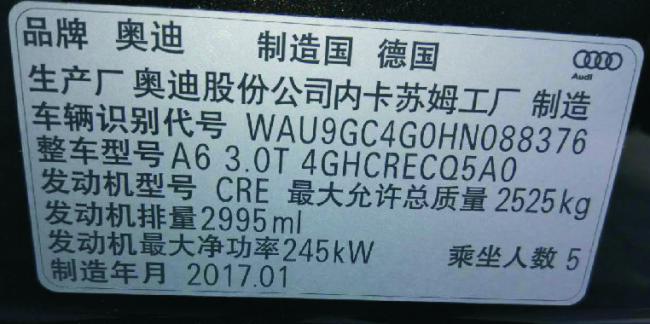 品牌 奥迪 制造国 德国
Audi
生产厂 奥迪股份公司内卡苏姆工厂 制造
车辆识别代号 WAU9GC4G0HN088376
整车型号 A6 3.0T 4GHCRECQ5A0
发动机型号 CRE 最大允许总质量 2525kg
发动机排量 2995ml
发动机最大净功率 245kW 乘坐人数 5
制造年月 2017.01